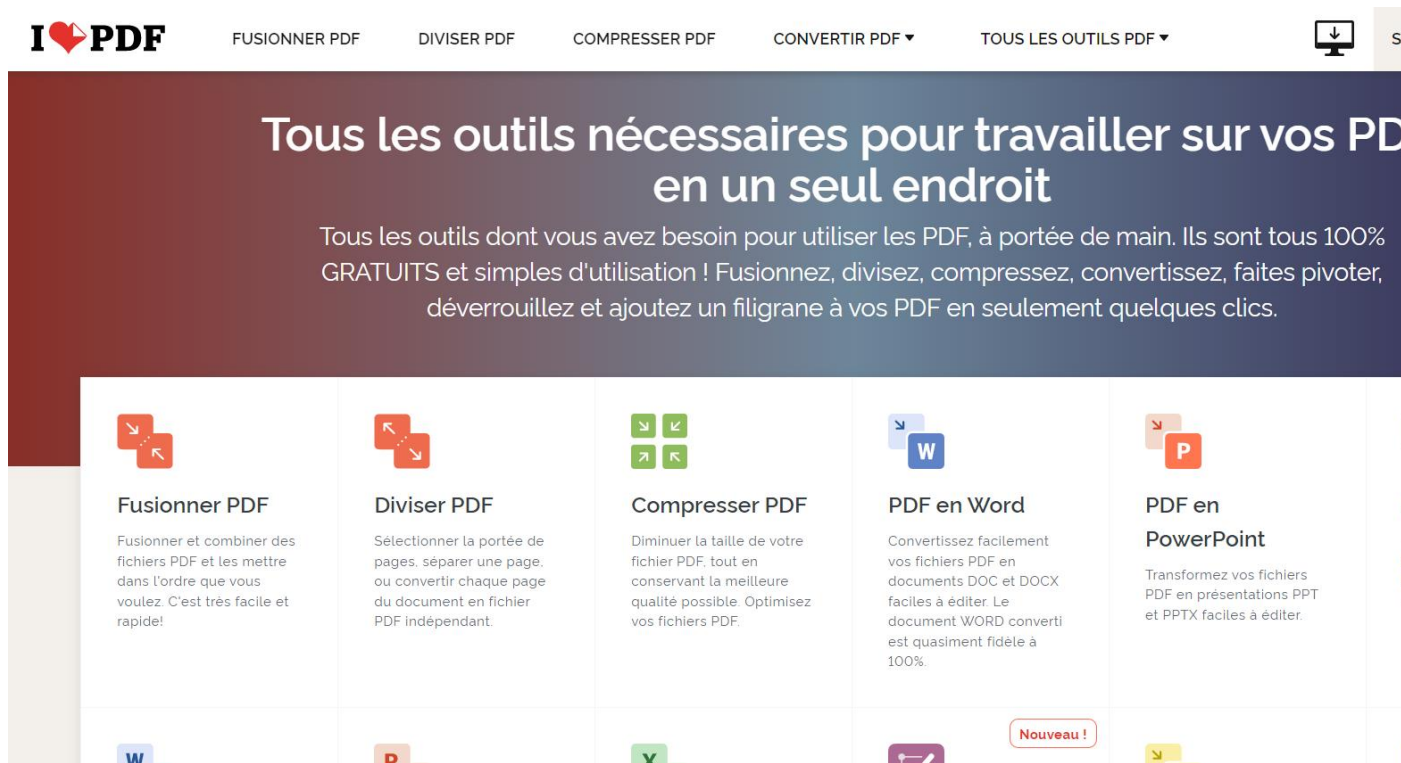 I PDF
FUSIONNER PDF
DIVISER PDF
COMPRESSER PDF
CONVERTIR PDF
TOUS LES OUTILS PDF
Tous les outils nécessaires pour travailler sur vos
en un seul endroit
Tous les outils dont vous avez besoin pour utiliser les PDF, à portée de main. Ils sont tous 100%
GRATUITS et simples d'utilisation ! Fusionnez, divisez, compressez, convertissez, faites pivoter,
déverrouillez et ajoutez un filigrane à vos PDF en seulement quelques clics.
Fusionner PDF
Fusionner et combiner des
fichiers PDF et les mettre
dans l'ordre que vous
voulez. C'est très facile et
rapide!
Diviser PDF
Sélectionner la portée de
pages, séparer une page,
ou convertir chaque page
du document en fichier
PDF indépendant.
Compresser PDF
Diminuer la taille de votre
fichier PDF, tout en
conservant la meilleure
qualité possible. Optimisez
vos fichiers PDF.
W
PDF en Word
Convertissez facilement
vos fichiers PDF en
documents DOC et DOCX
faciles à éditer. Le
document WORD converti
est quasiment fidèle à
100%.
P
PDF en
PowerPoint
Transformez vos fichiers
PDF en présentations PPT
et PPTX faciles à éditer.
W
P
X
Nouveau !